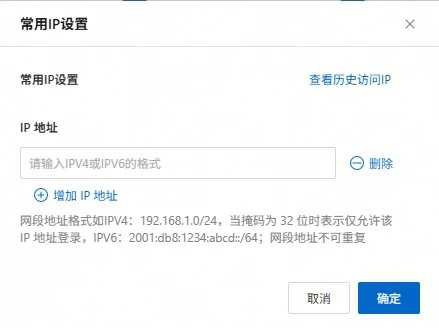 常用IP设置
常用IP设置 查看历史访问IP
IP 地址
请输入IPV4或IPV6的格式 删除
增加 IP 地址
网段地址格式如IPV4：192.168.1.0/24，当掩码为 32 位时表示仅允许该
IP 地址登录，IPV6：2001:db8:1234:abcd::/64；网段地址不可重复
取消 确定